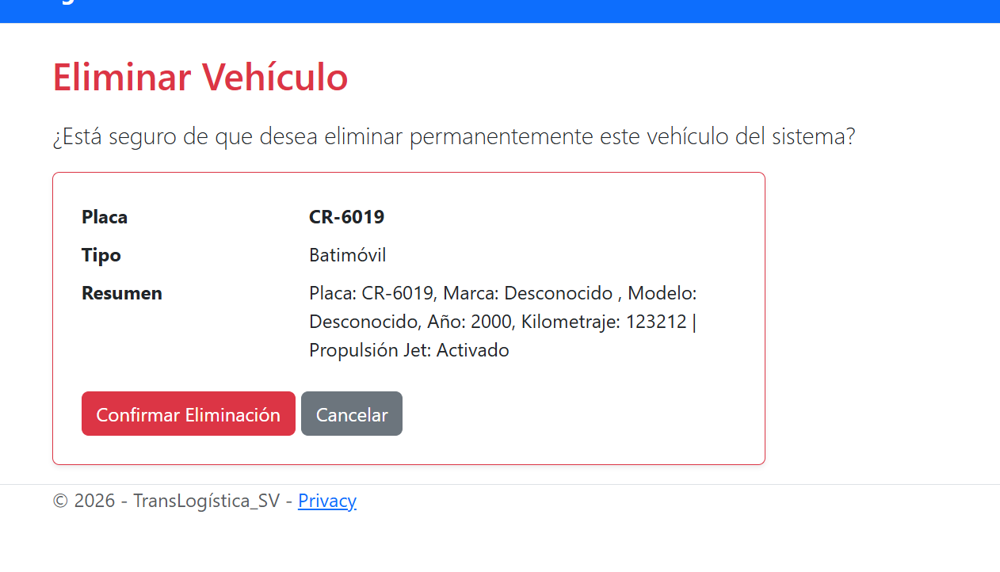 Eliminar Vehículo
¿Está seguro de que desea eliminar permanentemente este vehículo del sistema?
Placa CR-6019
Tipo Batimóvil
Resumen Placa: CR-6019, Marca: Desconocido , Modelo:
Desconocido, Año: 2000, Kilometraje: 123212 |
Propulsión Jet: Activado
Confirmar Eliminación Cancelar
© 2026 - TransLogística_SV - Privacy